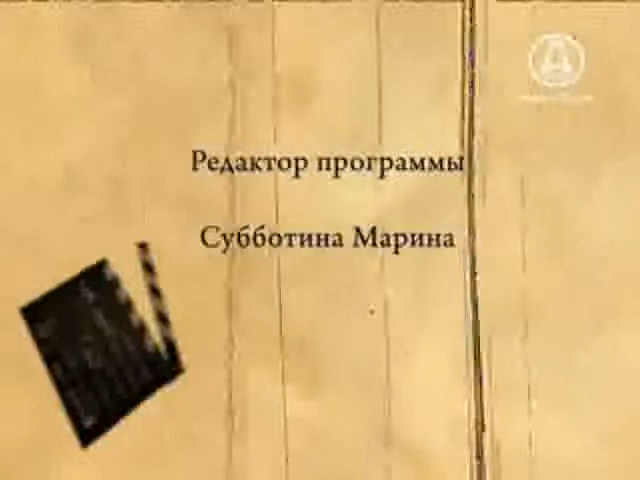 Редактор программы
Субботина Марина